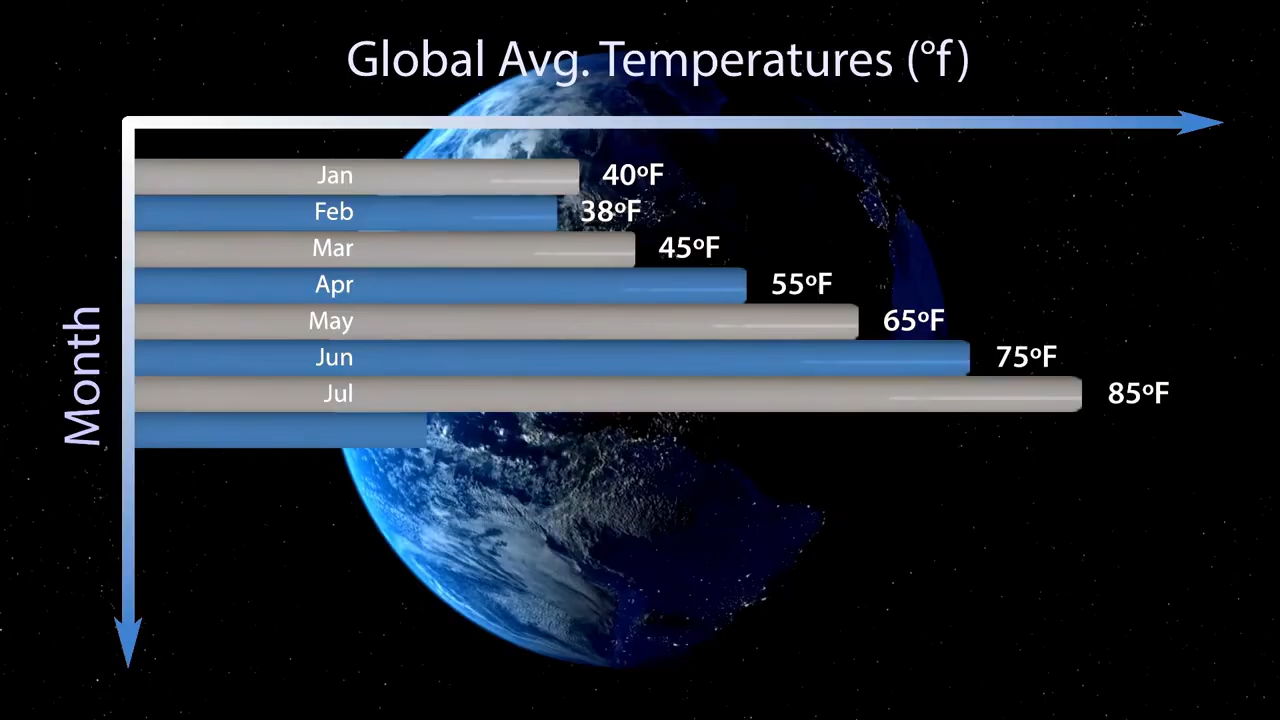 Global Avg. Temperatures (°f)
Month
Jan 40ºF
Feb 38ºF
Mar 45ºF
Apr 55ºF
May 65ºF
Jun 75ºF
Jul 85ºF